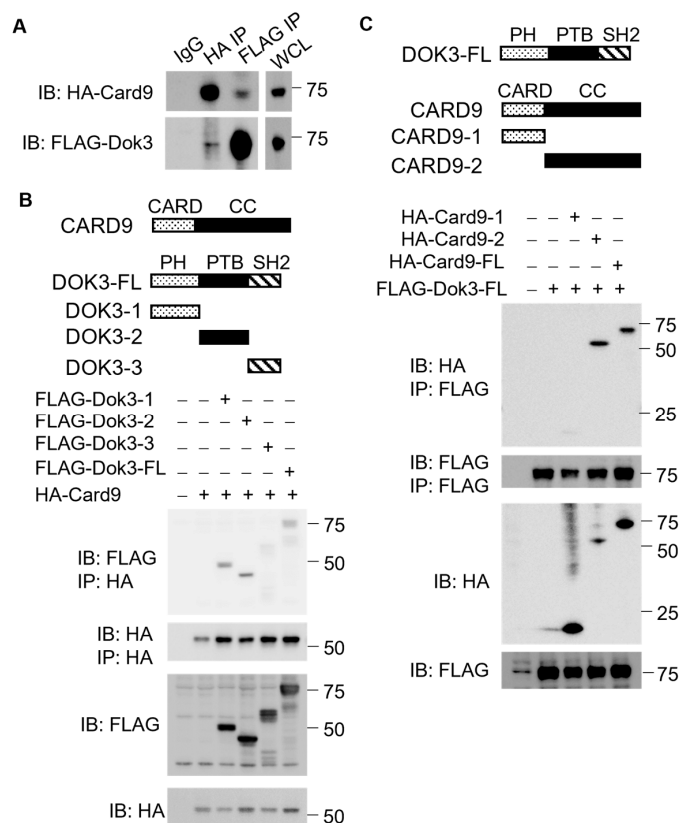 A
IgG
HA IP
FLAG IP
WCL
IB: HA-Card9
75
IB: FLAG-Dok3
75
B
CARD CC
CARD9
PH PTB SH2
DOK3-FL
DOK3-1
DOK3-2
DOK3-3
FLAG-Dok3-1 – – + – – –
FLAG-Dok3-2 – – – + – –
FLAG-Dok3-3 – – – – + –
FLAG-Dok3-FL – – – – – +
HA-Card9 – + + + + +
75
IB: FLAG
IP: HA
50
IB: HA
IP: HA
50
75
IB: FLAG
50
IB: HA
50
C
PH PTB SH2
DOK3-FL
CARD CC
CARD9
CARD9-1
CARD9-2
HA-Card9-1 – – + – –
HA-Card9-2 – – – + –
HA-Card9-FL – – – – +
FLAG-Dok3-FL – + + + +
75
50
IB: HA
IP: FLAG
25
IB: FLAG
IP: FLAG
75
75
50
IB: HA
25
IB: FLAG
75